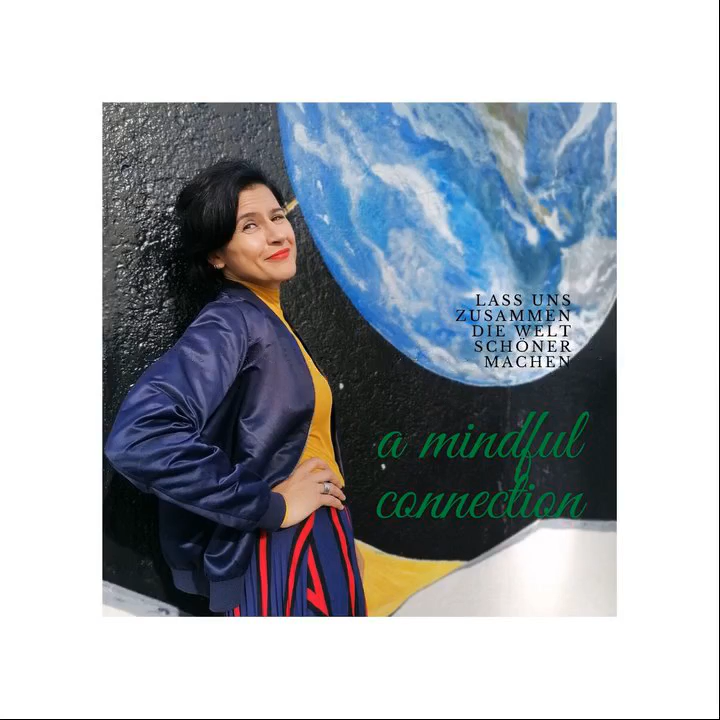 LASS UNS
ZUSAMMEN
DIE WELT
SCHÖNER
MACHEN
a mindful
connection